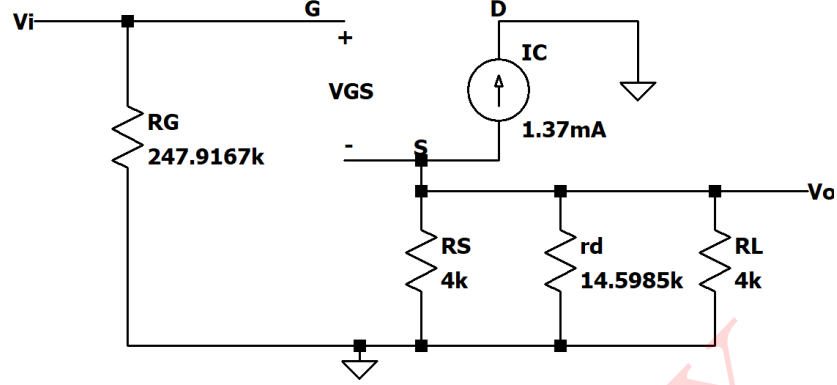 Vi
G
D
+
VGS
-
IC
1.37mA
RG
247.9167k
S
Vo
RS
4k
rd
14.5985k
RL
4k